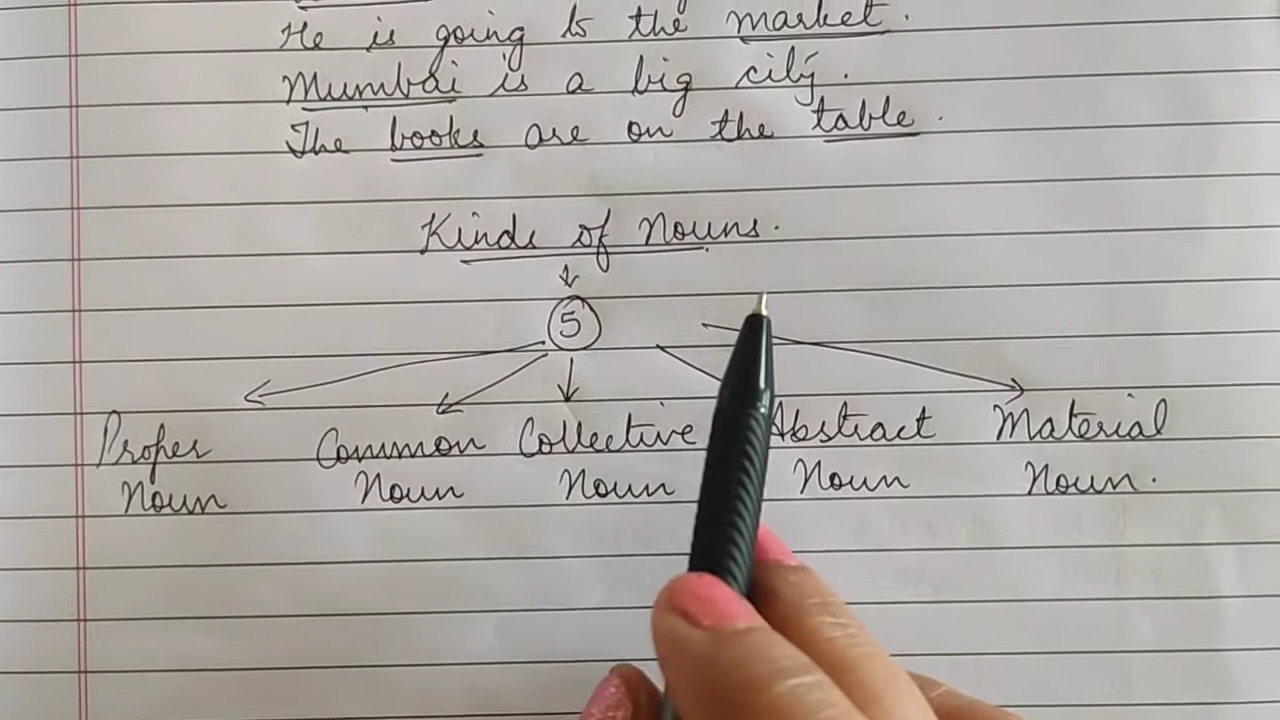 He is going to the market.
Mumbai is a big city.
The books are on the table.
Kinds of Nouns.
5
Proper Noun
Common Noun
Collective Noun
Abstract Noun
Material Noun.